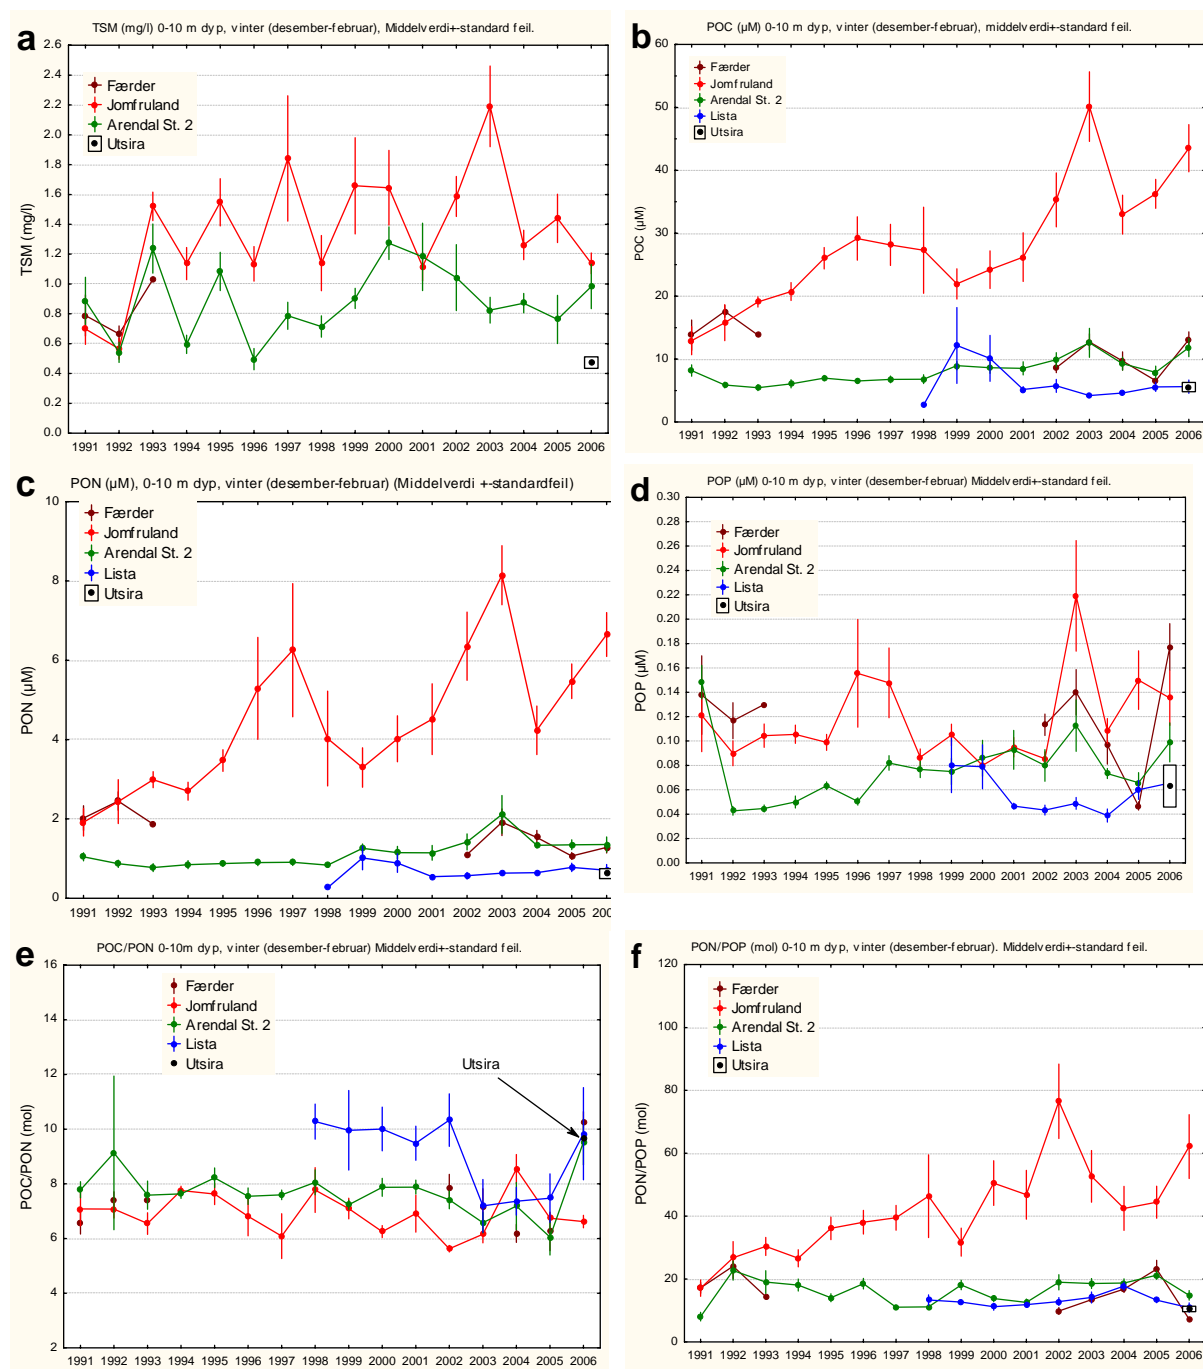 a
TSM (mg/l) 0-10 m dyp, vinter (desember-februar), Middelverdi+-standard feil.
2.6
2.4
2.2
2.0
1.8
1.6
1.4
1.2
1.0
0.8
0.6
0.4
0.2
0.0
TSM (mg/l)
Færder
Jomfruland
Arendal St. 2
Utsira
1991 1992 1993 1994 1995 1996 1997 1998 1999 2000 2001 2002 2003 2004 2005 2006
b
POC (µM) 0-10 m dyp, vinter (desember-februar), middelverdi+-standard feil.
60
50
40
30
20
10
0
POC (µM)
Færder
Jomfruland
Arendal St. 2
Lista
Utsira
1991 1992 1993 1994 1995 1996 1997 1998 1999 2000 2001 2002 2003 2004 2005 2006
c
PON (µM), 0-10 m dyp, vinter (desember-februar) (Middelverdi +-standardfeil)
10
8
6
4
2
0
PON (µM)
Færder
Jomfruland
Arendal St. 2
Lista
Utsira
1991 1992 1993 1994 1995 1996 1997 1998 1999 2000 2001 2002 2003 2004 2005 200
d
POP (µM) 0-10 m dyp, vinter (desember-februar) Middelverdi+-standard feil.
0.30
0.28
0.26
0.24
0.22
0.20
0.18
0.16
0.14
0.12
0.10
0.08
0.06
0.04
0.02
0.00
POP (µM)
Færder
Jomfruland
Arendal St. 2
Lista
Utsira
1991 1992 1993 1994 1995 1996 1997 1998 1999 2000 2001 2002 2003 2004 2005 2006
e
POC/PON 0-10m dyp, vinter (desember-februar) Middelverdi+-standard feil.
16
14
12
10
8
6
4
2
POC/PON (mol)
Færder
Jomfruland
Arendal St. 2
Lista
Utsira
Utsira
1991 1992 1993 1994 1995 1996 1997 1998 1999 2000 2001 2002 2003 2004 2005 2006
f
PON/POP (mol) 0-10 m dyp, vinter (desember-februar). Middelverdi+-standard feil.
120
100
80
60
40
20
0
PON/POP (mol)
Færder
Jomfruland
Arendal St. 2
Lista
Utsira
1991 1992 1993 1994 1995 1996 1997 1998 1999 2000 2001 2002 2003 2004 2005 2006